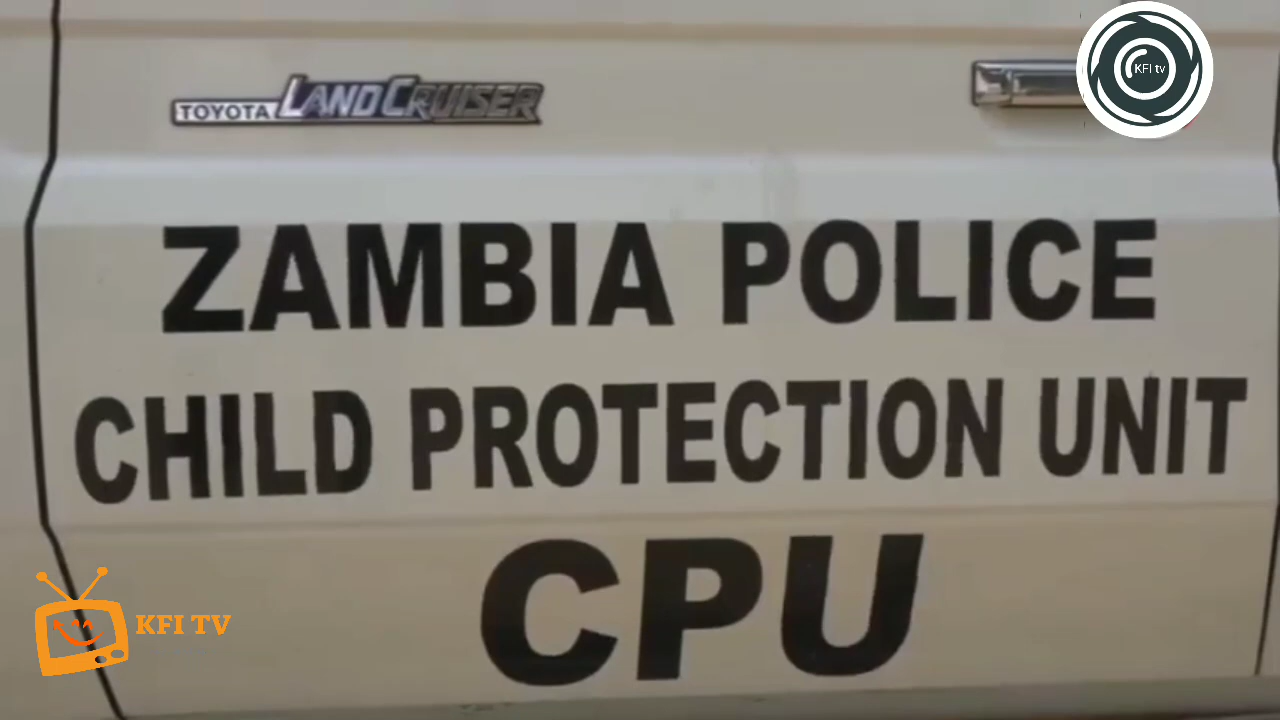 KFI tv
TOYOTA LANDCRUISER
ZAMBIA POLICE
CHILD PROTECTION UNIT
CPU
KFI TV